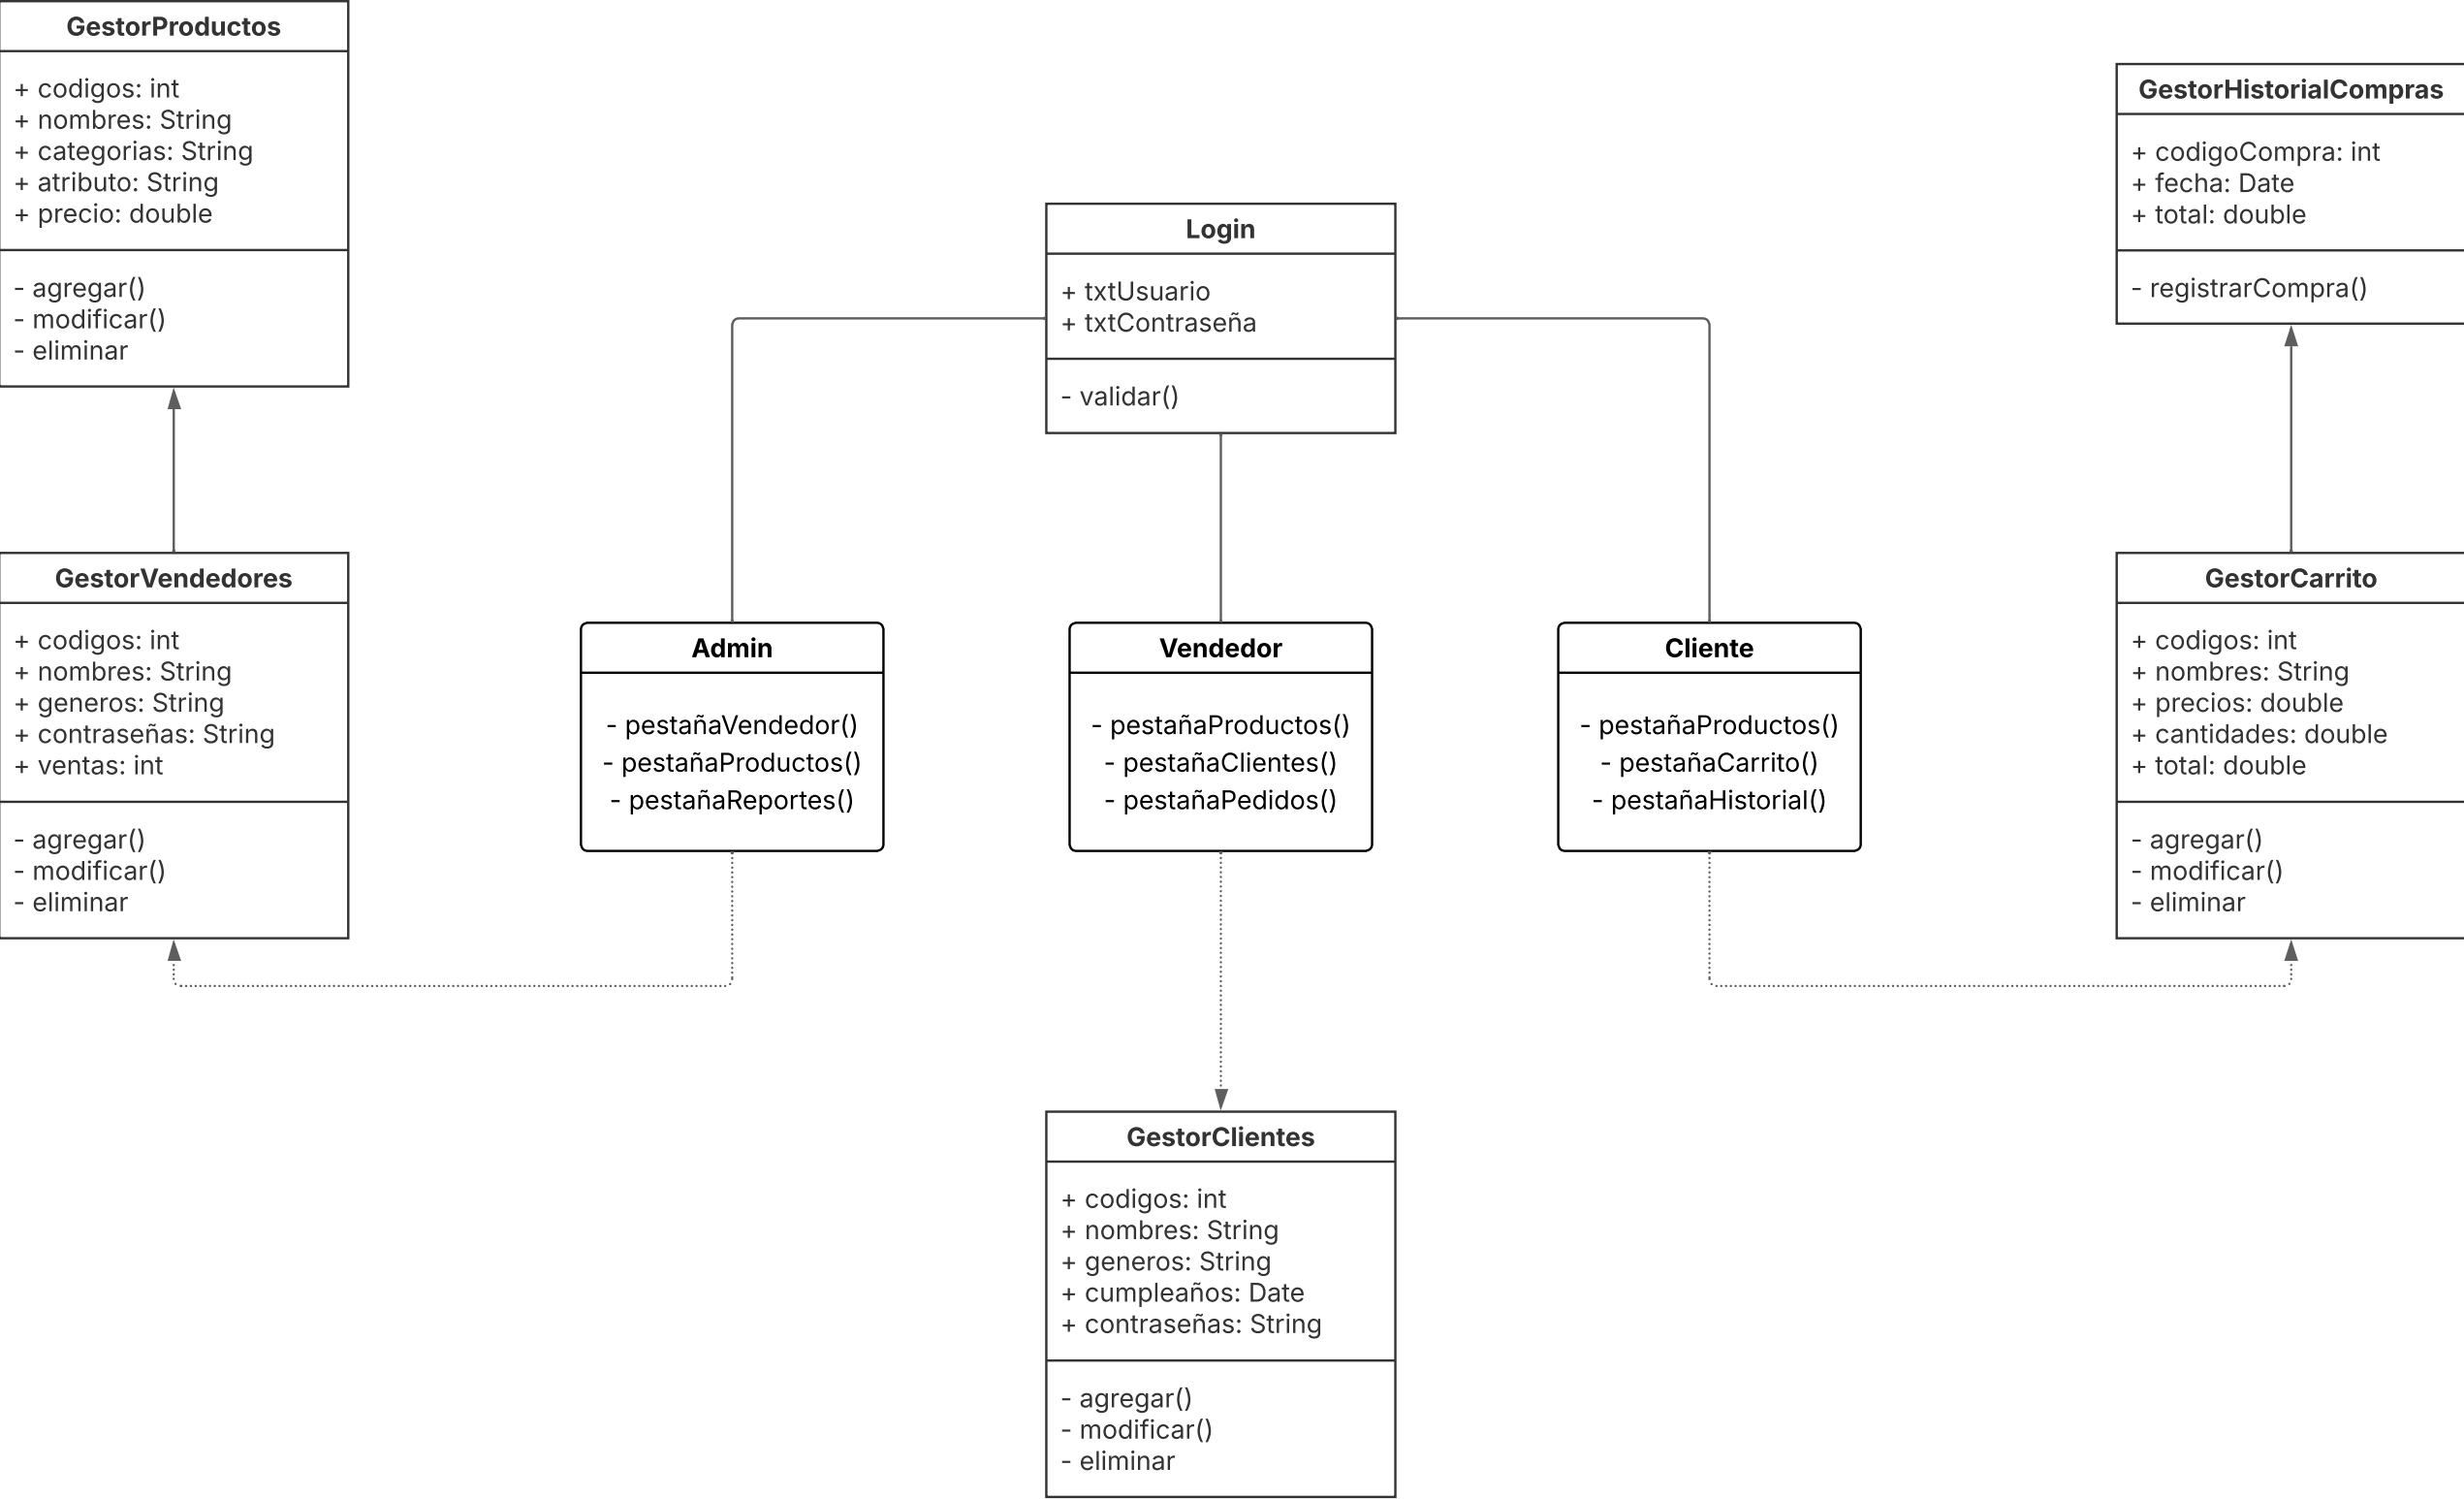 GestorProductos
+ codigos: int
+ nombres: String
+ categorias: String
+ atributo: String
+ precio: double
- agregar()
- modificar()
- eliminar
GestorHistorialCompras
+ codigoCompra: int
+ fecha: Date
+ total: double
- registrarCompra()
Login
+ txtUsuario
+ txtContraseña
- validar()
GestorVendedores
+ codigos: int
+ nombres: String
+ generos: String
+ contraseñas: String
+ ventas: int
- agregar()
- modificar()
- eliminar
Admin
- pestañaVendedor()
- pestañaProductos()
- pestañaReportes()
Vendedor
- pestañaProductos()
- pestañaClientes()
- pestañaPedidos()
Cliente
- pestañaProductos()
- pestañaCarrito()
- pestañaHistorial()
GestorCarrito
+ codigos: int
+ nombres: String
+ precios: double
+ cantidades: double
+ total: double
- agregar()
- modificar()
- eliminar
GestorClientes
+ codigos: int
+ nombres: String
+ generos: String
+ cumpleaños: Date
+ contraseñas: String
- agregar()
- modificar()
- eliminar